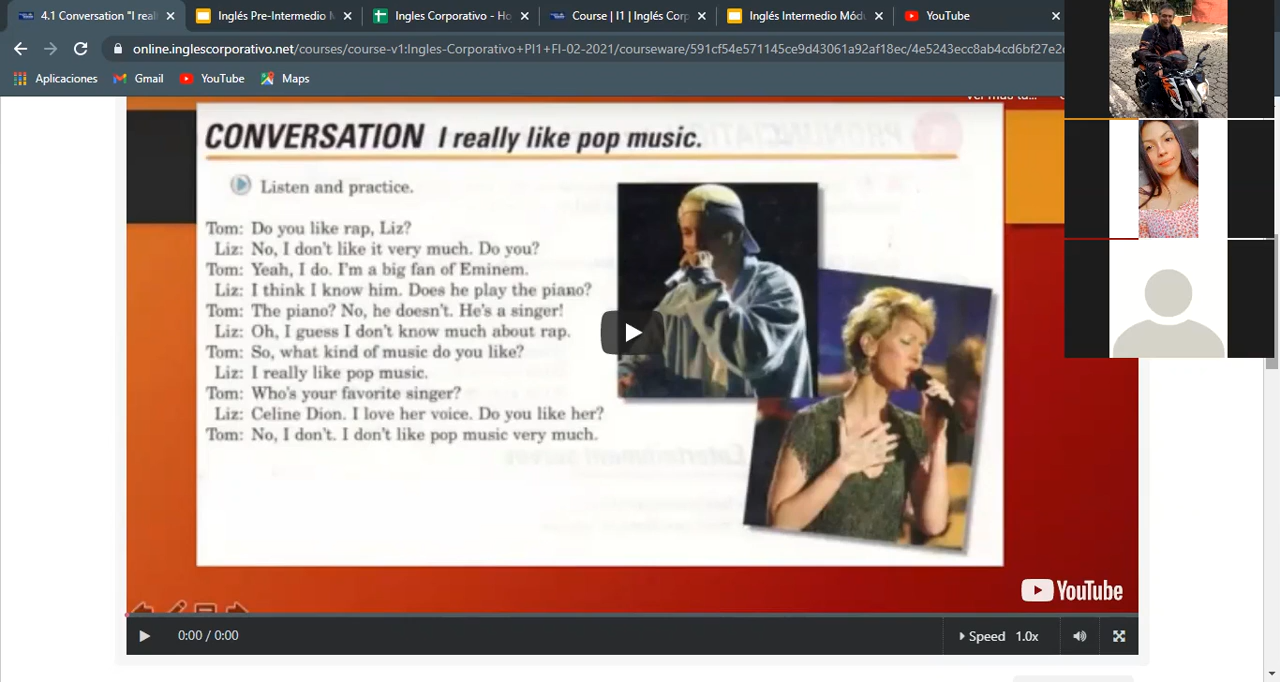 4.1 Conversation "I reall
Inglés Pre-Intermedio M
Ingles Corporativo - Ho
Course | I1 | Inglés Corp
Inglés Intermedio Módu
YouTube
online.inglescorporativo.net/courses/course-v1:Ingles-Corporativo+PI1+FI-02-2021/courseware/591cf54e571145ce9d43061a92af18ec/4e5243ecc8ab4cd6bf27e2
Aplicaciones
Gmail
YouTube
Maps
CONVERSATION I really like pop music.
Listen and practice.
Tom: Do you like rap, Liz?
Liz: No, I don't like it very much. Do you?
Tom: Yeah, I do. I'm a big fan of Eminem.
Liz: I think I know him. Does he play the piano?
Tom: The piano? No, he doesn't. He's a singer!
Liz: Oh, I guess I don't know much about rap.
Tom: So, what kind of music do you like?
Liz: I really like pop music.
Tom: Who's your favorite singer?
Liz: Celine Dion. I love her voice. Do you like her?
Tom: No, I don't. I don't like pop music very much.
YouTube
0:00 / 0:00
Speed 1.0x